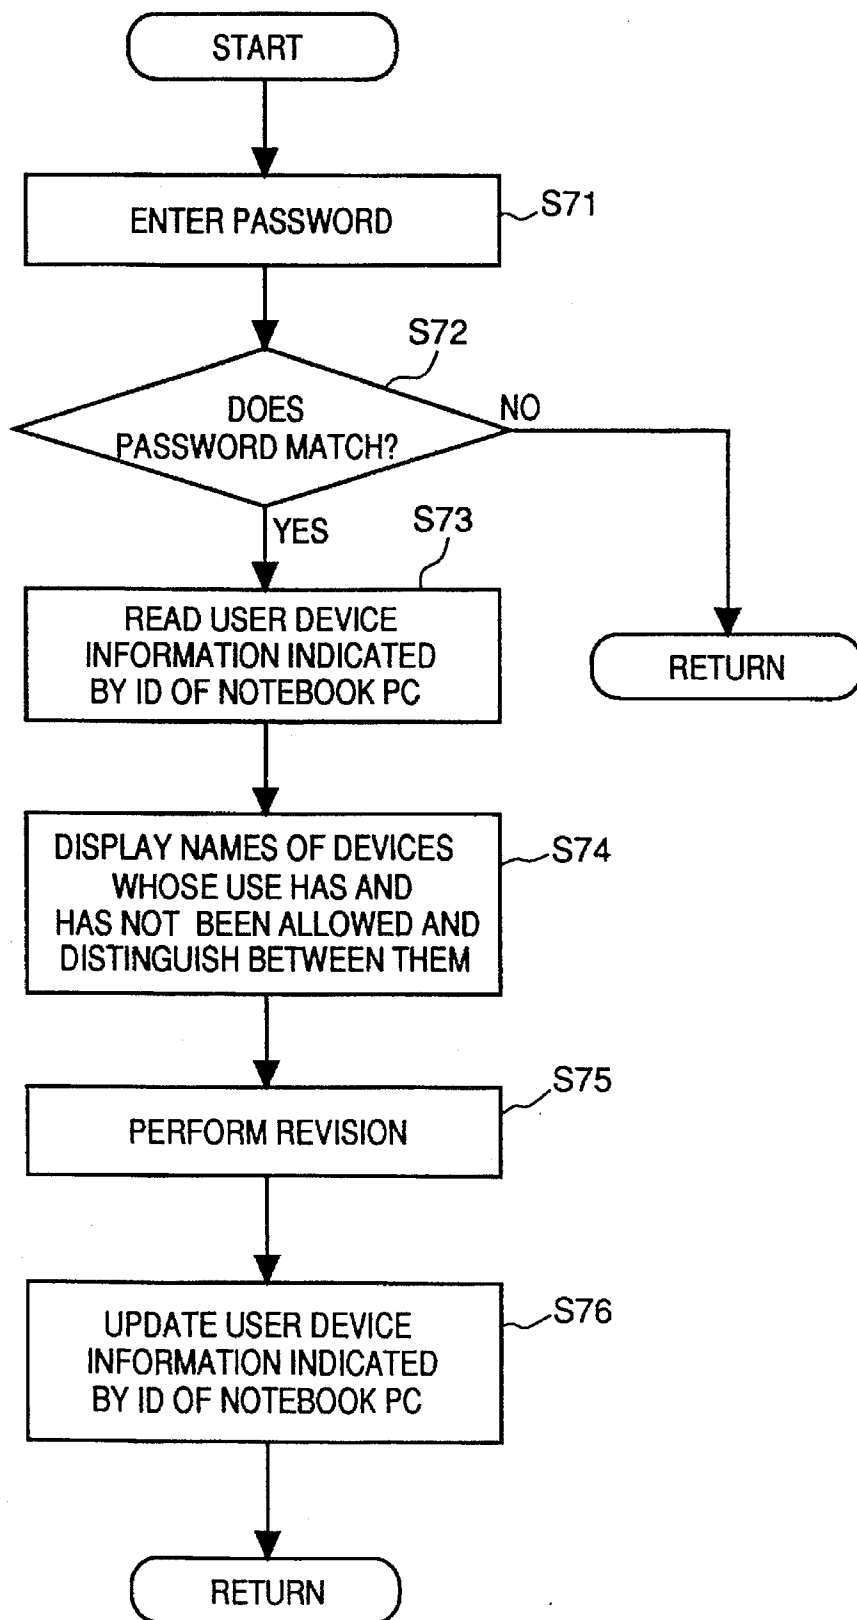 START
ENTER PASSWORD
S71
S72
DOES
PASSWORD MATCH?
NO
YES
S73
READ USER DEVICE
INFORMATION INDICATED
BY ID OF NOTEBOOK PC
RETURN
DISPLAY NAMES OF DEVICES
WHOSE USE HAS AND
HAS NOT BEEN ALLOWED AND
DISTINGUISH BETWEEN THEM
S74
PERFORM REVISION
S75
UPDATE USER DEVICE
INFORMATION INDICATED
BY ID OF NOTEBOOK PC
S76
RETURN